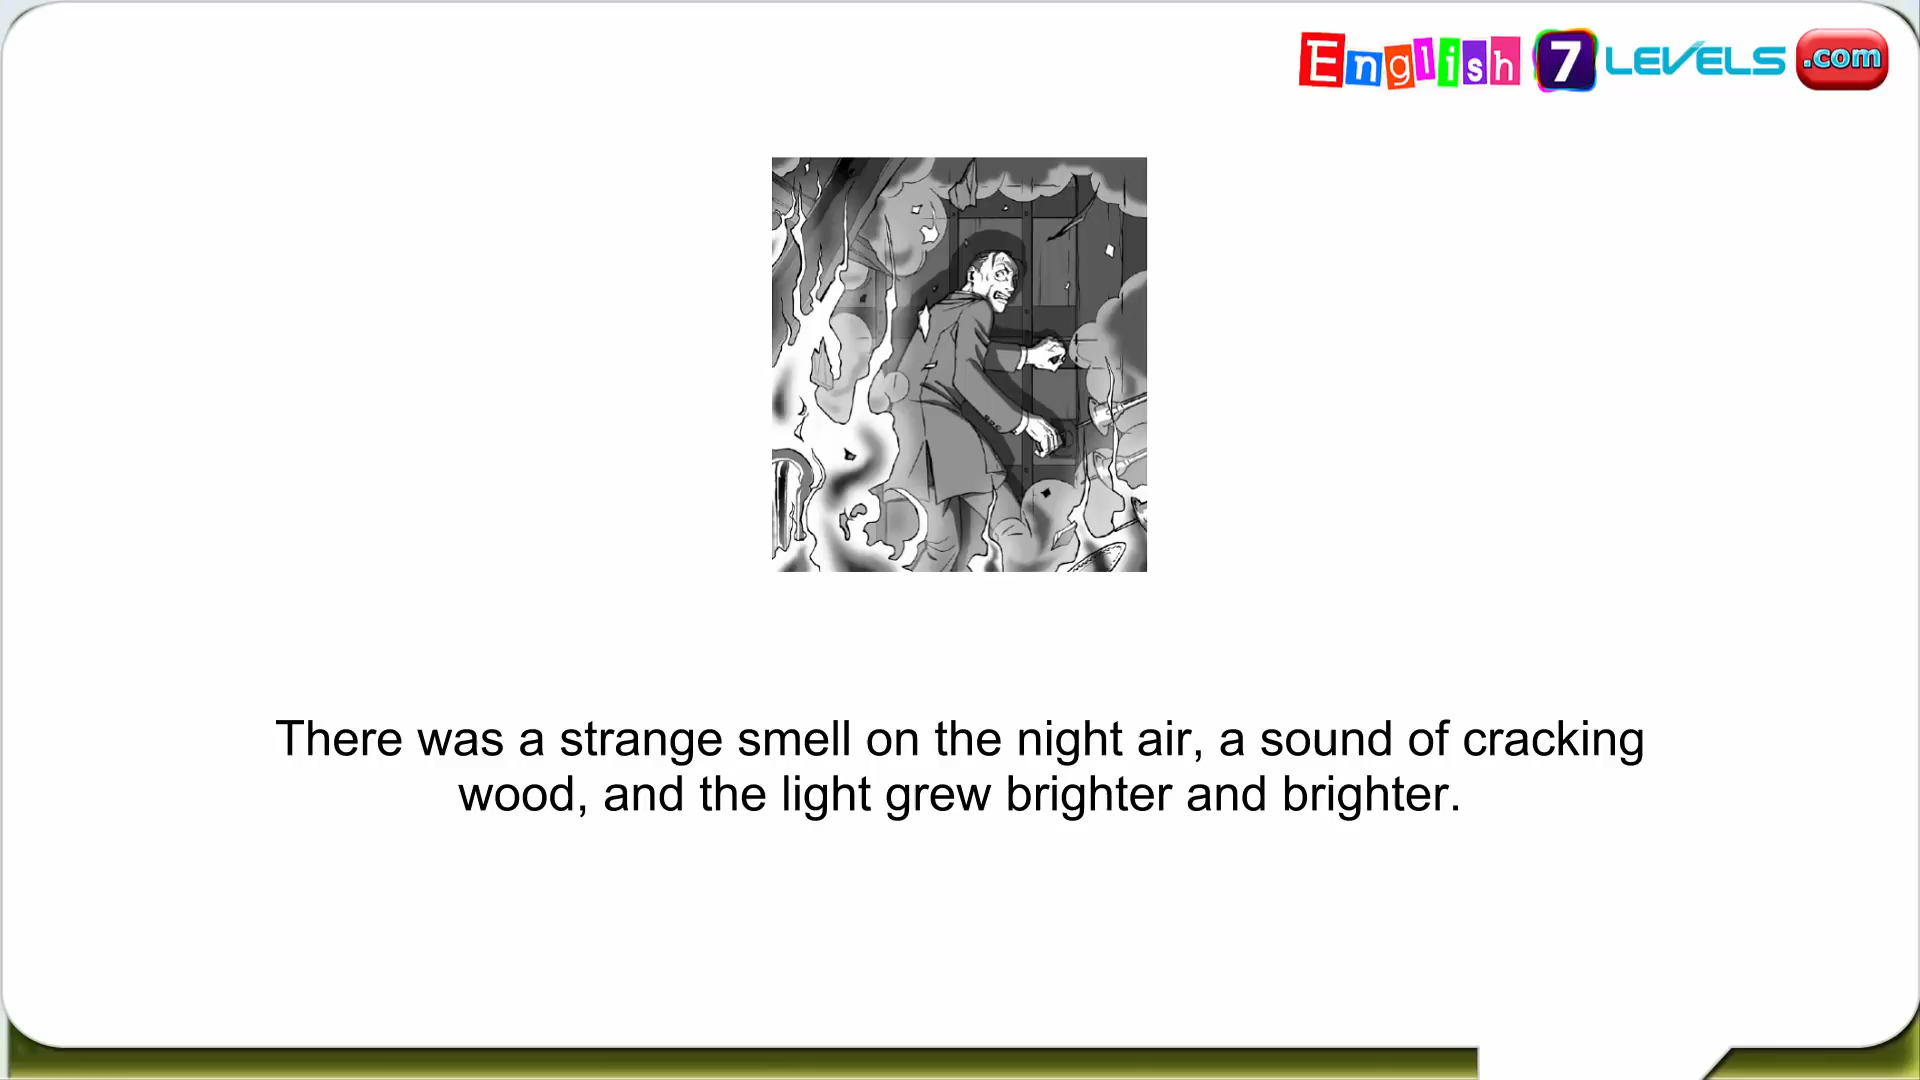 English 7 LEVELS .com
There was a strange smell on the night air, a sound of cracking
wood, and the light grew brighter and brighter.